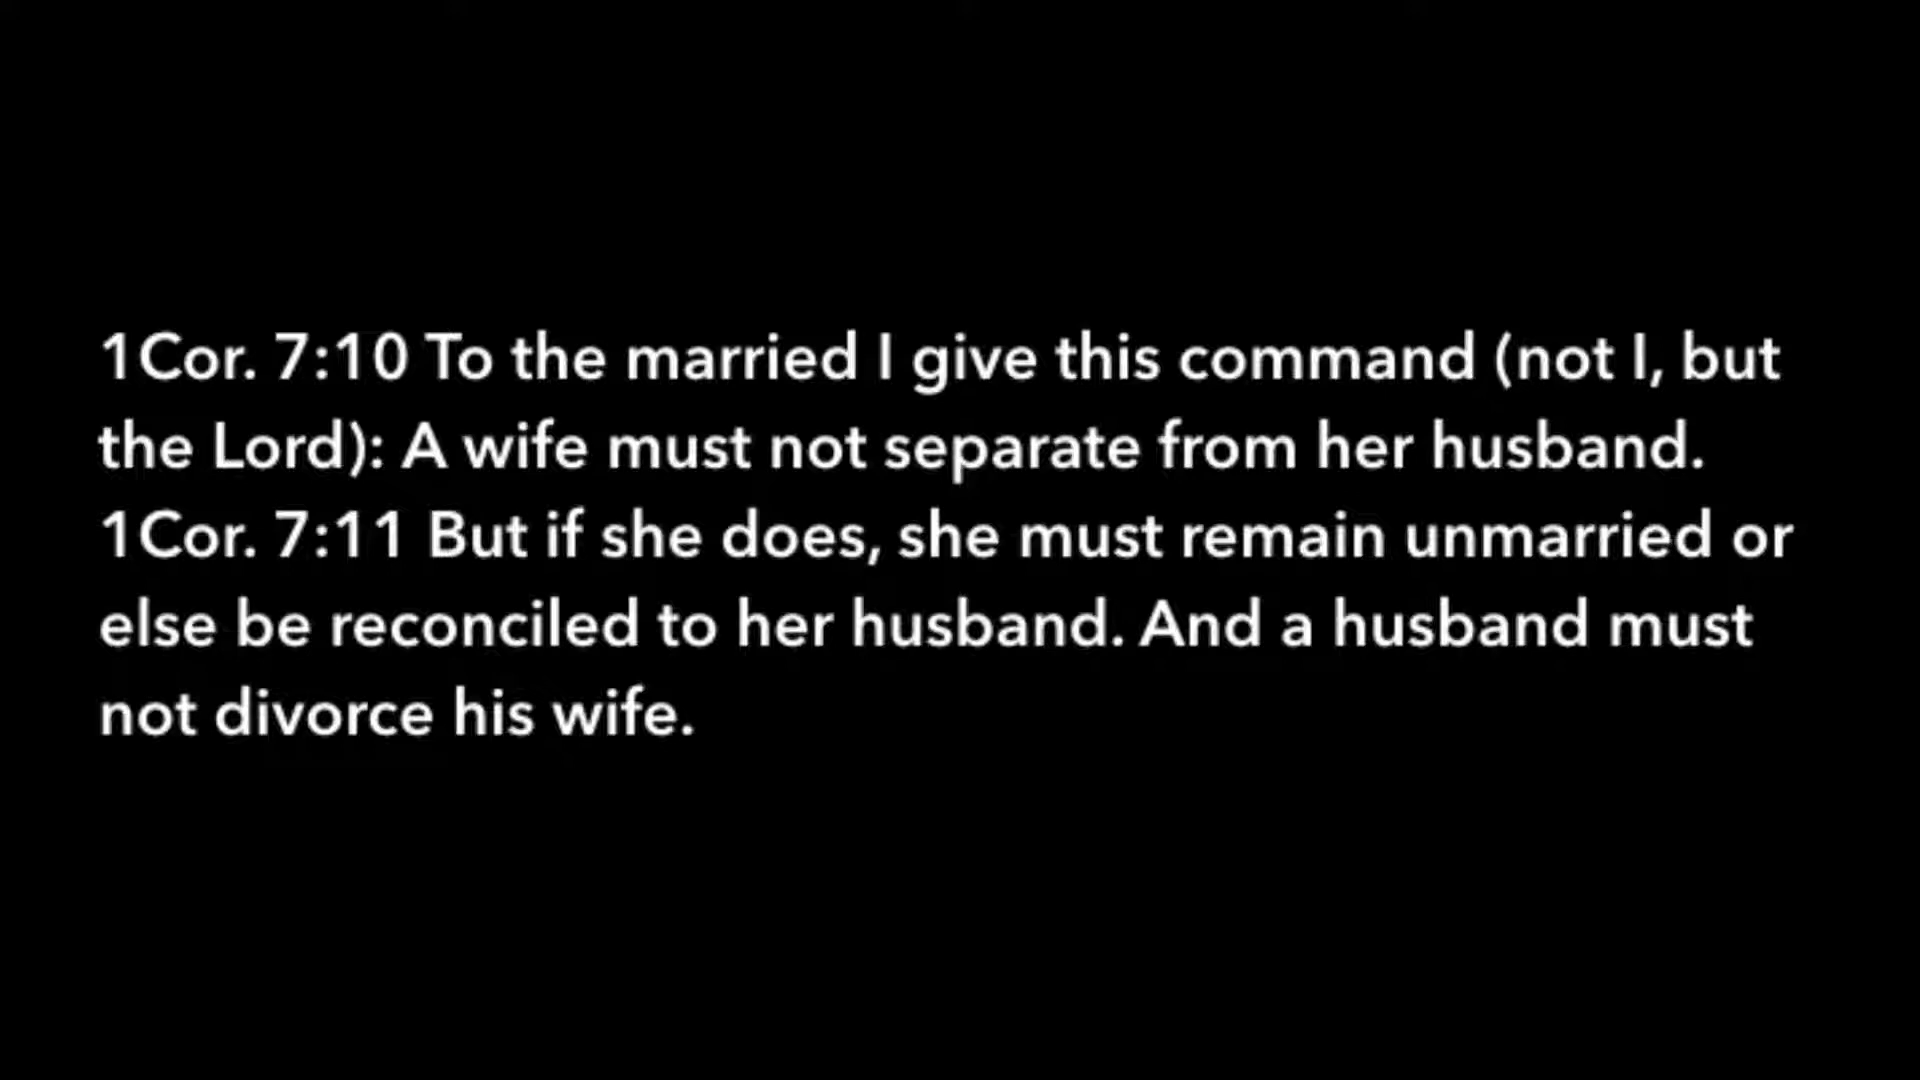 1Cor. 7:10 To the married I give this command (not I, but
the Lord): A wife must not separate from her husband.
1Cor. 7:11 But if she does, she must remain unmarried or
else be reconciled to her husband. And a husband must
not divorce his wife.